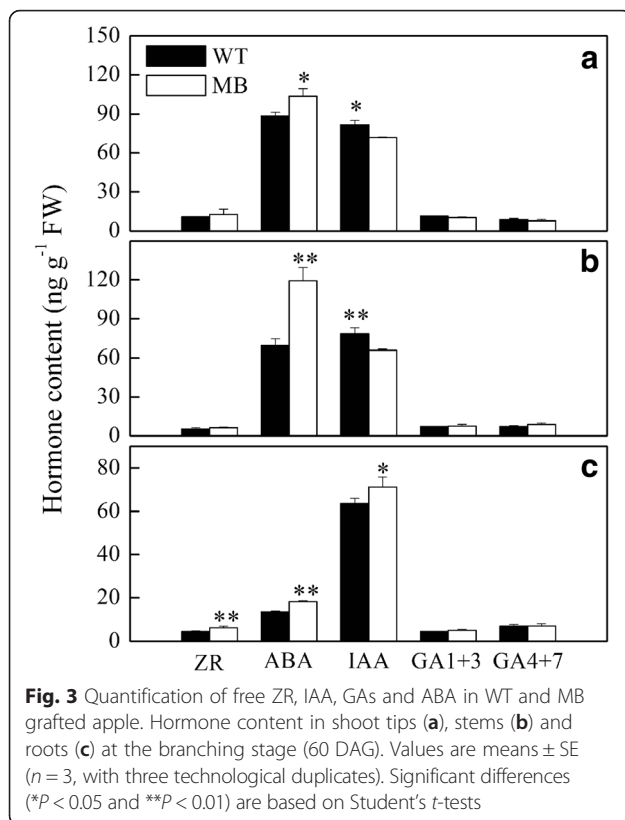 150
WT
MB
a
120
*
*
90
60
30
0
b
120
**
**
90
60
30
0
Hormone content (ng g⁻¹ FW)
c
80
*
60
40
20
**
**
0
ZR ABA IAA GA1+3 GA4+7
Fig. 3 Quantification of free ZR, IAA, GAs and ABA in WT and MB
grafted apple. Hormone content in shoot tips (a), stems (b) and
roots (c) at the branching stage (60 DAG). Values are means ± SE
(n = 3, with three technological duplicates). Significant differences
(*P < 0.05 and **P < 0.01) are based on Student's t-tests